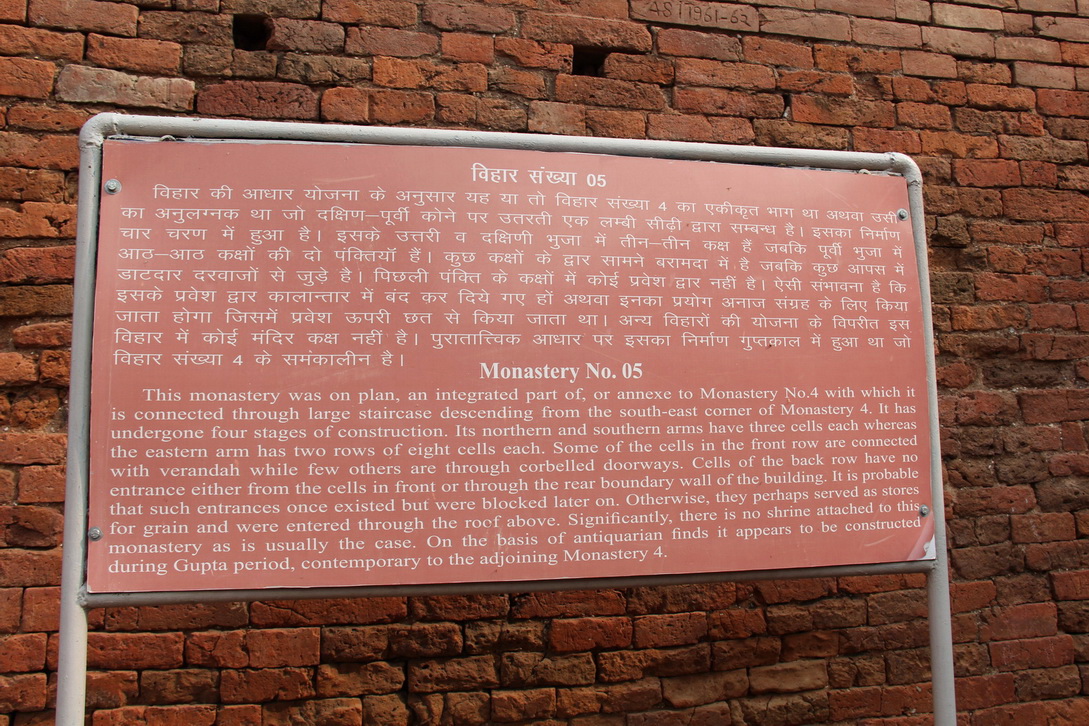 ASI 1961-62
विहार संख्या 05
विहार की आधार योजना के अनुसार यह या तो विहार संख्या 4 का एकीकृत भाग था अथवा उसी
का अनुलग्नक था जो दक्षिण–पूर्वी कोने पर उतरती एक लम्बी सीढ़ी द्वारा सम्बन्ध है। इसका निर्माण
चार चरण में हुआ है। इसके उत्तरी व दक्षिणी भुजा में तीन–तीन कक्ष हैं जबकि पूर्वी भुजा में
आठ–आठ कक्षों की दो पंक्तियाँ हैं। कुछ कक्षों के द्वार सामने बरामदा में है जबकि कुछ आपस में
डाटदार दरवाजों से जुड़े है। पिछली पंक्ति के कक्षों में कोई प्रवेश द्वार नहीं है। ऐसी संभावना है कि
इसके प्रवेश द्वार कालान्तार में बंद कर दिये गए हों अथवा इनका प्रयोग अनाज संग्रह के लिए किया
जाता होगा जिसमें प्रवेश ऊपरी छत से किया जाता था। अन्य विहारों की योजना के विपरीत इस
विहार में कोई मंदिर कक्ष नहीं है। पुरातात्त्विक आधार पर इसका निर्माण गुप्तकाल में हुआ था जो
विहार संख्या 4 के समंकालीन है।
Monastery No. 05
This monastery was on plan, an integrated part of, or annexe to Monastery No.4 with which it
is connected through large staircase descending from the south-east corner of Monastery 4. It has
undergone four stages of construction. Its northern and southern arms have three cells each whereas
the eastern arm has two rows of eight cells each. Some of the cells in the front row are connected
with verandah while few others are through corbelled doorways. Cells of the back row have no
entrance either from the cells in front or through the rear boundary wall of the building. It is probable
that such entrances once existed but were blocked later on. Otherwise, they perhaps served as stores
for grain and were entered through the roof above. Significantly, there is no shrine attached to this
monastery as is usually the case. On the basis of antiquarian finds it appears to be constructed
during Gupta period, contemporary to the adjoining Monastery 4.